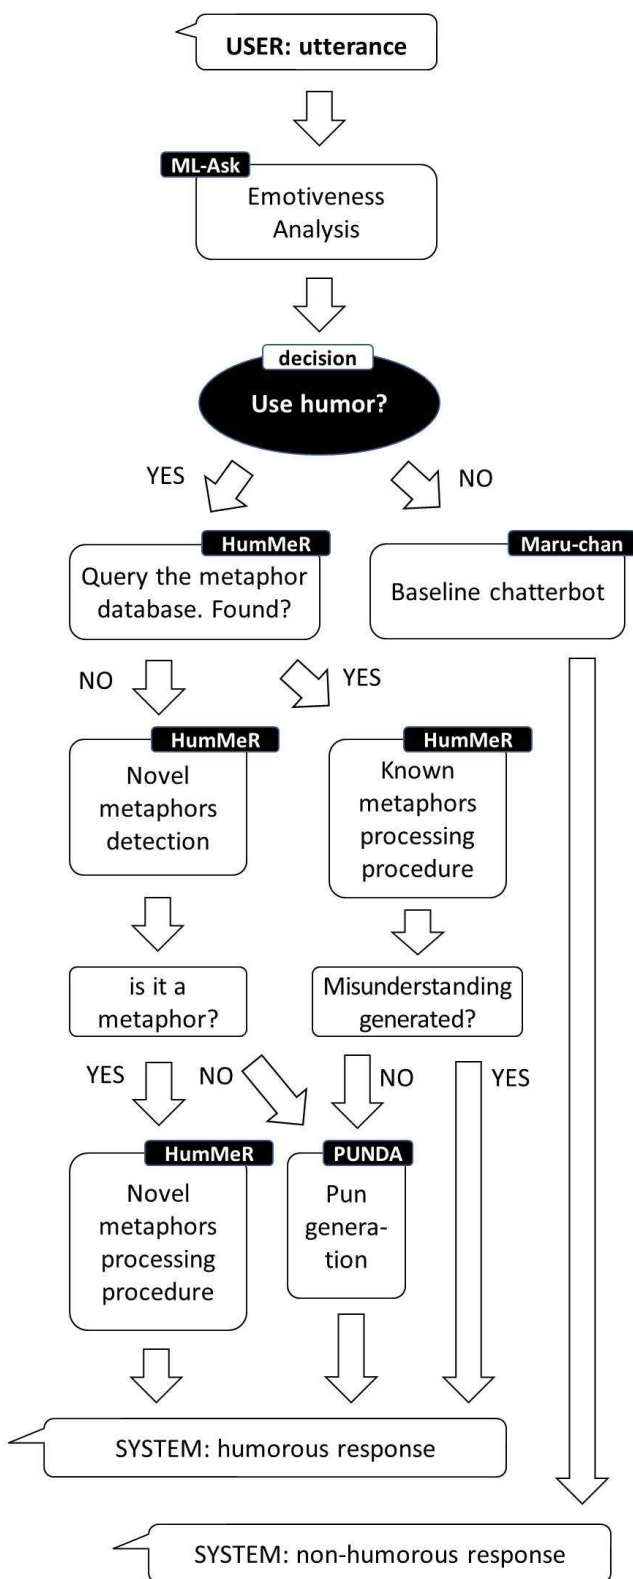 USER: utterance
ML-Ask
Emotiveness
Analysis
decision
Use humor?
YES
NO
HumMeR
Query the metaphor
database. Found?
Maru-chan
Baseline chatterbot
NO
YES
HumMeR
Novel
metaphors
detection
HumMeR
Known
metaphors
processing
procedure
is it a
metaphor?
Misunderstanding
generated?
YES
NO
NO
YES
HumMeR
Novel
metaphors
processing
procedure
PUNDA
Pun
genera-
tion
SYSTEM: humorous response
SYSTEM: non-humorous response